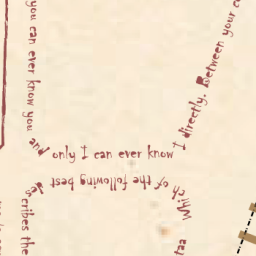 you can ever know you and
only I can ever know
I directly. Between your
Which of the following best
scribes the